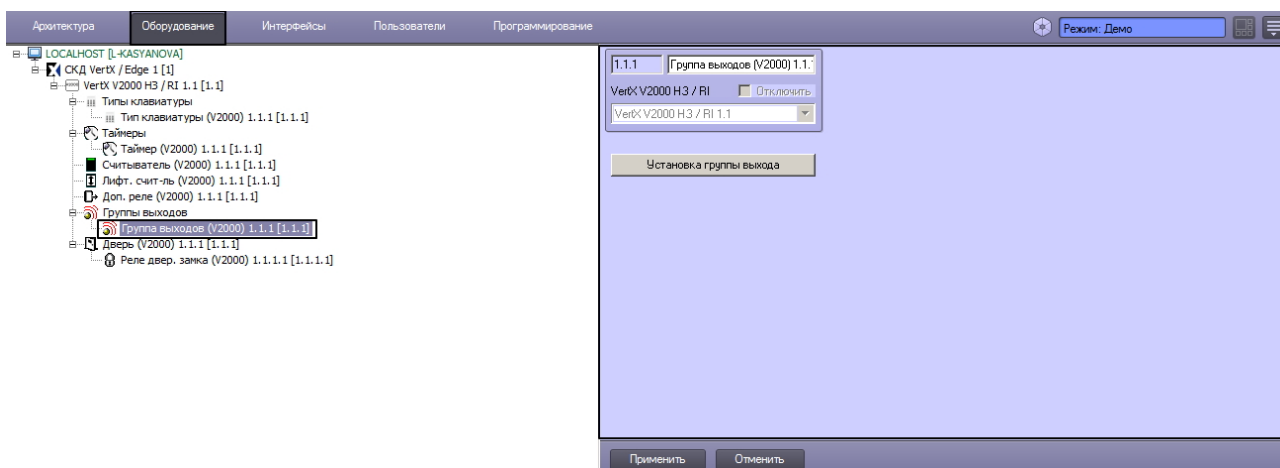 Архитектура Оборудование Интерфейсы Пользователи Программирование Режим: Демо
LOCALHOST [L-KASYANOVA]
СКД VertX / Edge 1 [1]
VertX V2000 H3 / RI 1.1 [1.1]
Типы клавиатуры
Тип клавиатуры (V2000) 1.1.1 [1.1.1]
Таймеры
Таймер (V2000) 1.1.1 [1.1.1]
Считыватель (V2000) 1.1.1 [1.1.1]
Лифт. счит-ль (V2000) 1.1.1 [1.1.1]
Доп. реле (V2000) 1.1.1 [1.1.1]
Группы выходов
Группа выходов (V2000) 1.1.1 [1.1.1]
Дверь (V2000) 1.1.1 [1.1.1]
Реле двер. замка (V2000) 1.1.1.1 [1.1.1.1]
1.1.1 Группа выходов (V2000) 1.1.
VertX V2000 H3 / RI Отключить
VertX V2000 H3 / RI 1.1
Установка группы выхода
Применить Отменить